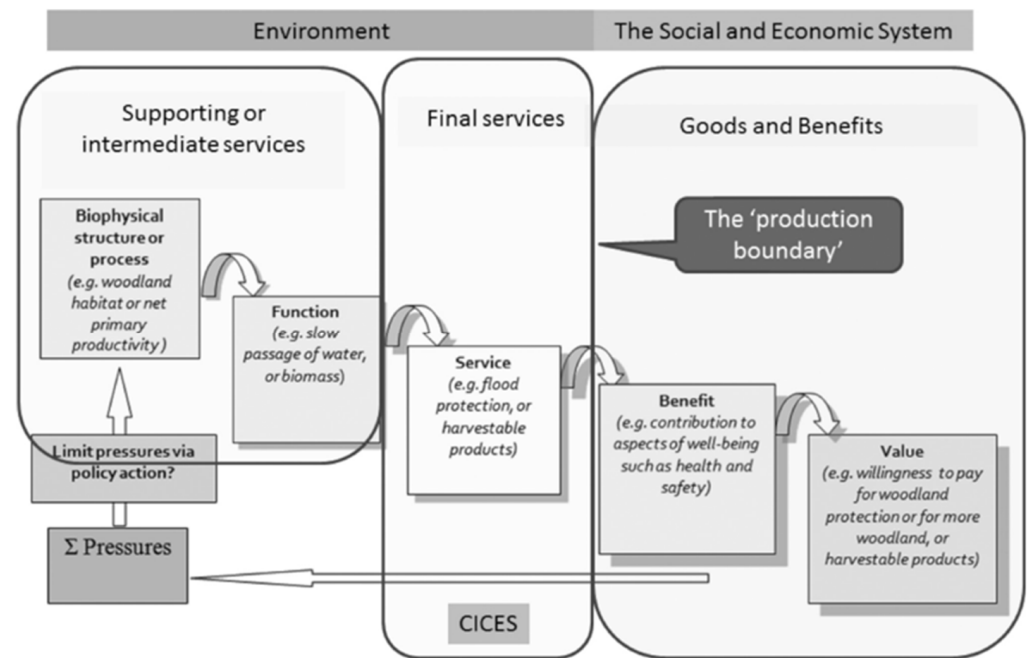 Environment
The Social and Economic System
Supporting or
intermediate services
Final services
Goods and Benefits
The ‘production
boundary’
Biophysical
structure or
process
(e.g. woodland
habitat or net
primary
productivity )
Function
(e.g. slow
passage of water,
or biomass)
Service
(e.g. flood
protection, or
harvestable
products)
Benefit
(e.g. contribution to
aspects of well-being
such as health and
safety)
Value
(e.g. willingness to pay
for woodland
protection or for more
woodland, or
harvestable products)
Limit pressures via
policy action?
Σ Pressures
CICES